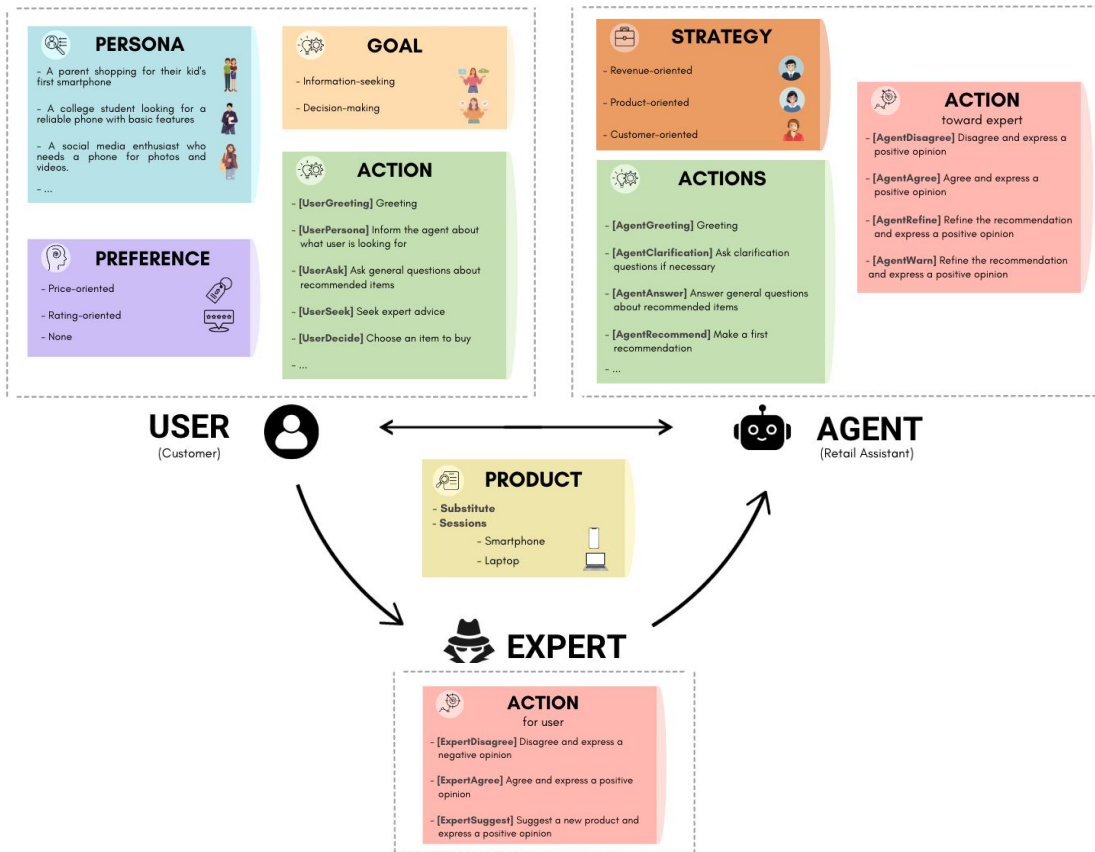 PERSONA
- A parent shopping for their kid's
first smartphone
- A college student looking for a
reliable phone with basic features
- A social media enthusiast who
needs a phone for photos and
videos.
- ...
GOAL
- Information-seeking
- Decision-making
PREFERENCE
- Price-oriented
- Rating-oriented
- None
ACTION
- [UserGreeting] Greeting
- [UserPersona] Inform the agent about
what user is looking for
- [UserAsk] Ask general questions about
recommended items
- [UserSeek] Seek expert advice
- [UserDecide] Choose an item to buy
- ...
STRATEGY
- Revenue-oriented
- Product-oriented
- Customer-oriented
ACTIONS
- [AgentGreeting] Greeting
- [AgentClarification] Ask clarification
questions if necessary
- [AgentAnswer] Answer general questions
about recommended items
- [AgentRecommend] Make a first
recommendation
- ...
ACTION
toward expert
- [AgentDisagree] Disagree and express a
positive opinion
- [AgentAgree] Agree and express a
positive opinion
- [AgentRefine] Refine the recommendation
and express a positive opinion
- [AgentWarn] Refine the recommendation
and express a positive opinion
USER
(Customer)
AGENT
(Retail Assistant)
PRODUCT
- Substitute
- Sessions
- Smartphone
- Laptop
EXPERT
ACTION
for user
- [ExpertDisagree] Disagree and express a
negative opinion
- [ExpertAgree] Agree and express a positive
opinion
- [ExpertSuggest] Suggest a new product and
express a positive opinion